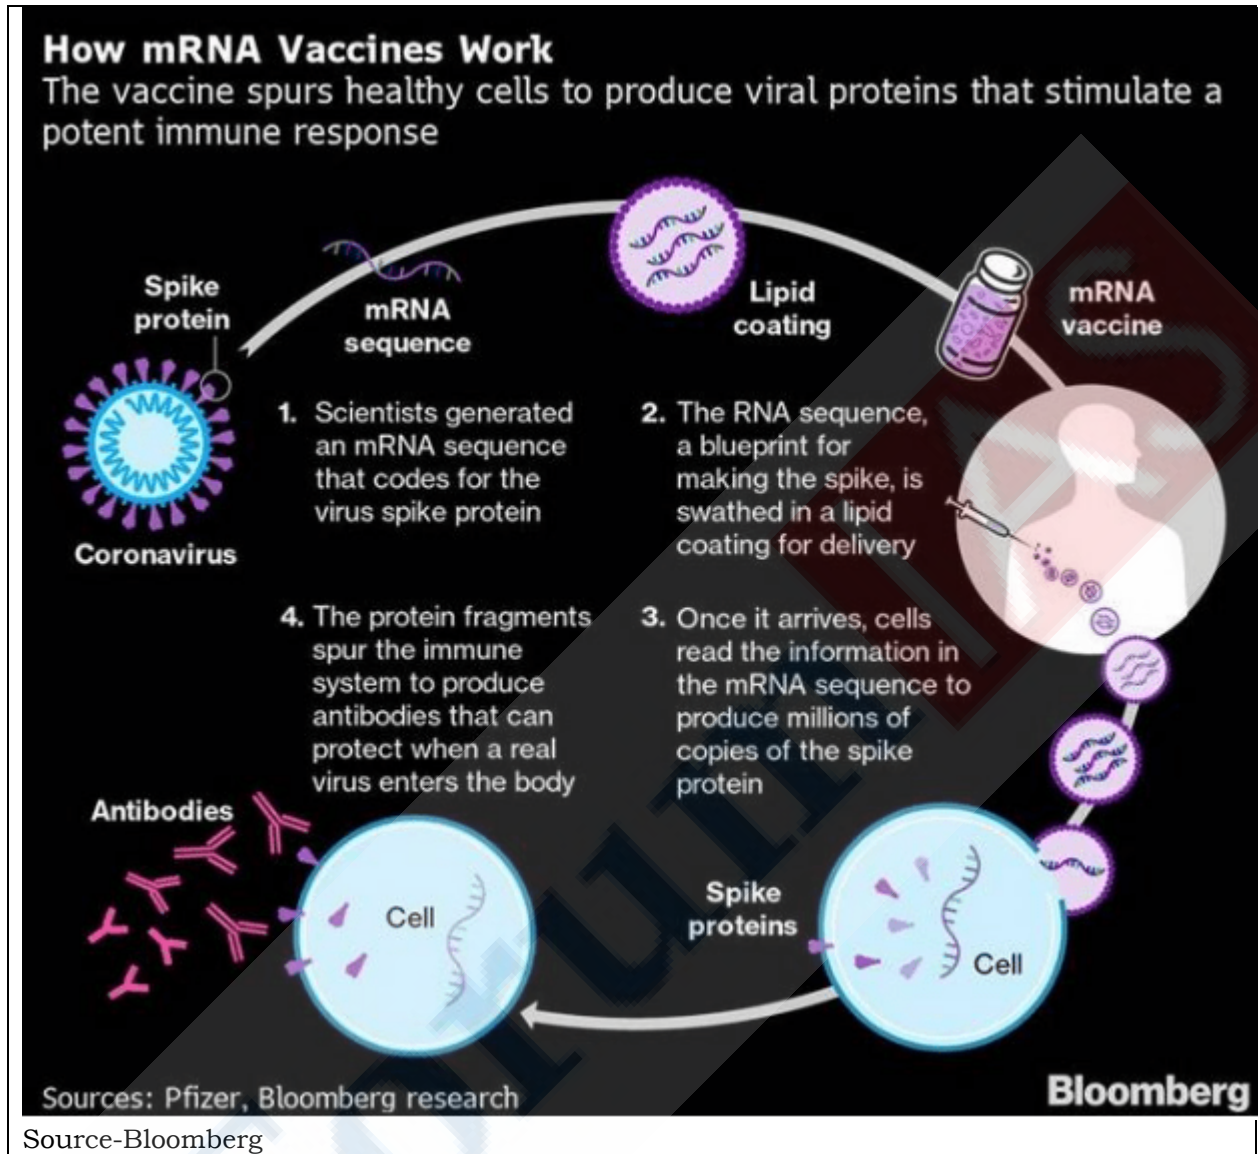 How mRNA Vaccines Work
The vaccine spurs healthy cells to produce viral proteins that stimulate a
potent immune response
Spike
protein
mRNA
sequence
Lipid
coating
mRNA
vaccine
Coronavirus
1. Scientists generated
an mRNA sequence
that codes for the
virus spike protein
2. The RNA sequence,
a blueprint for
making the spike, is
swathed in a lipid
coating for delivery
3. Once it arrives, cells
read the information in
the mRNA sequence to
produce millions of
copies of the spike
protein
4. The protein fragments
spur the immune
system to produce
antibodies that can
protect when a real
virus enters the body
Antibodies
Cell
Spike
proteins
Cell
Sources: Pfizer, Bloomberg research
Bloomberg
Source-Bloomberg
Forum IAS